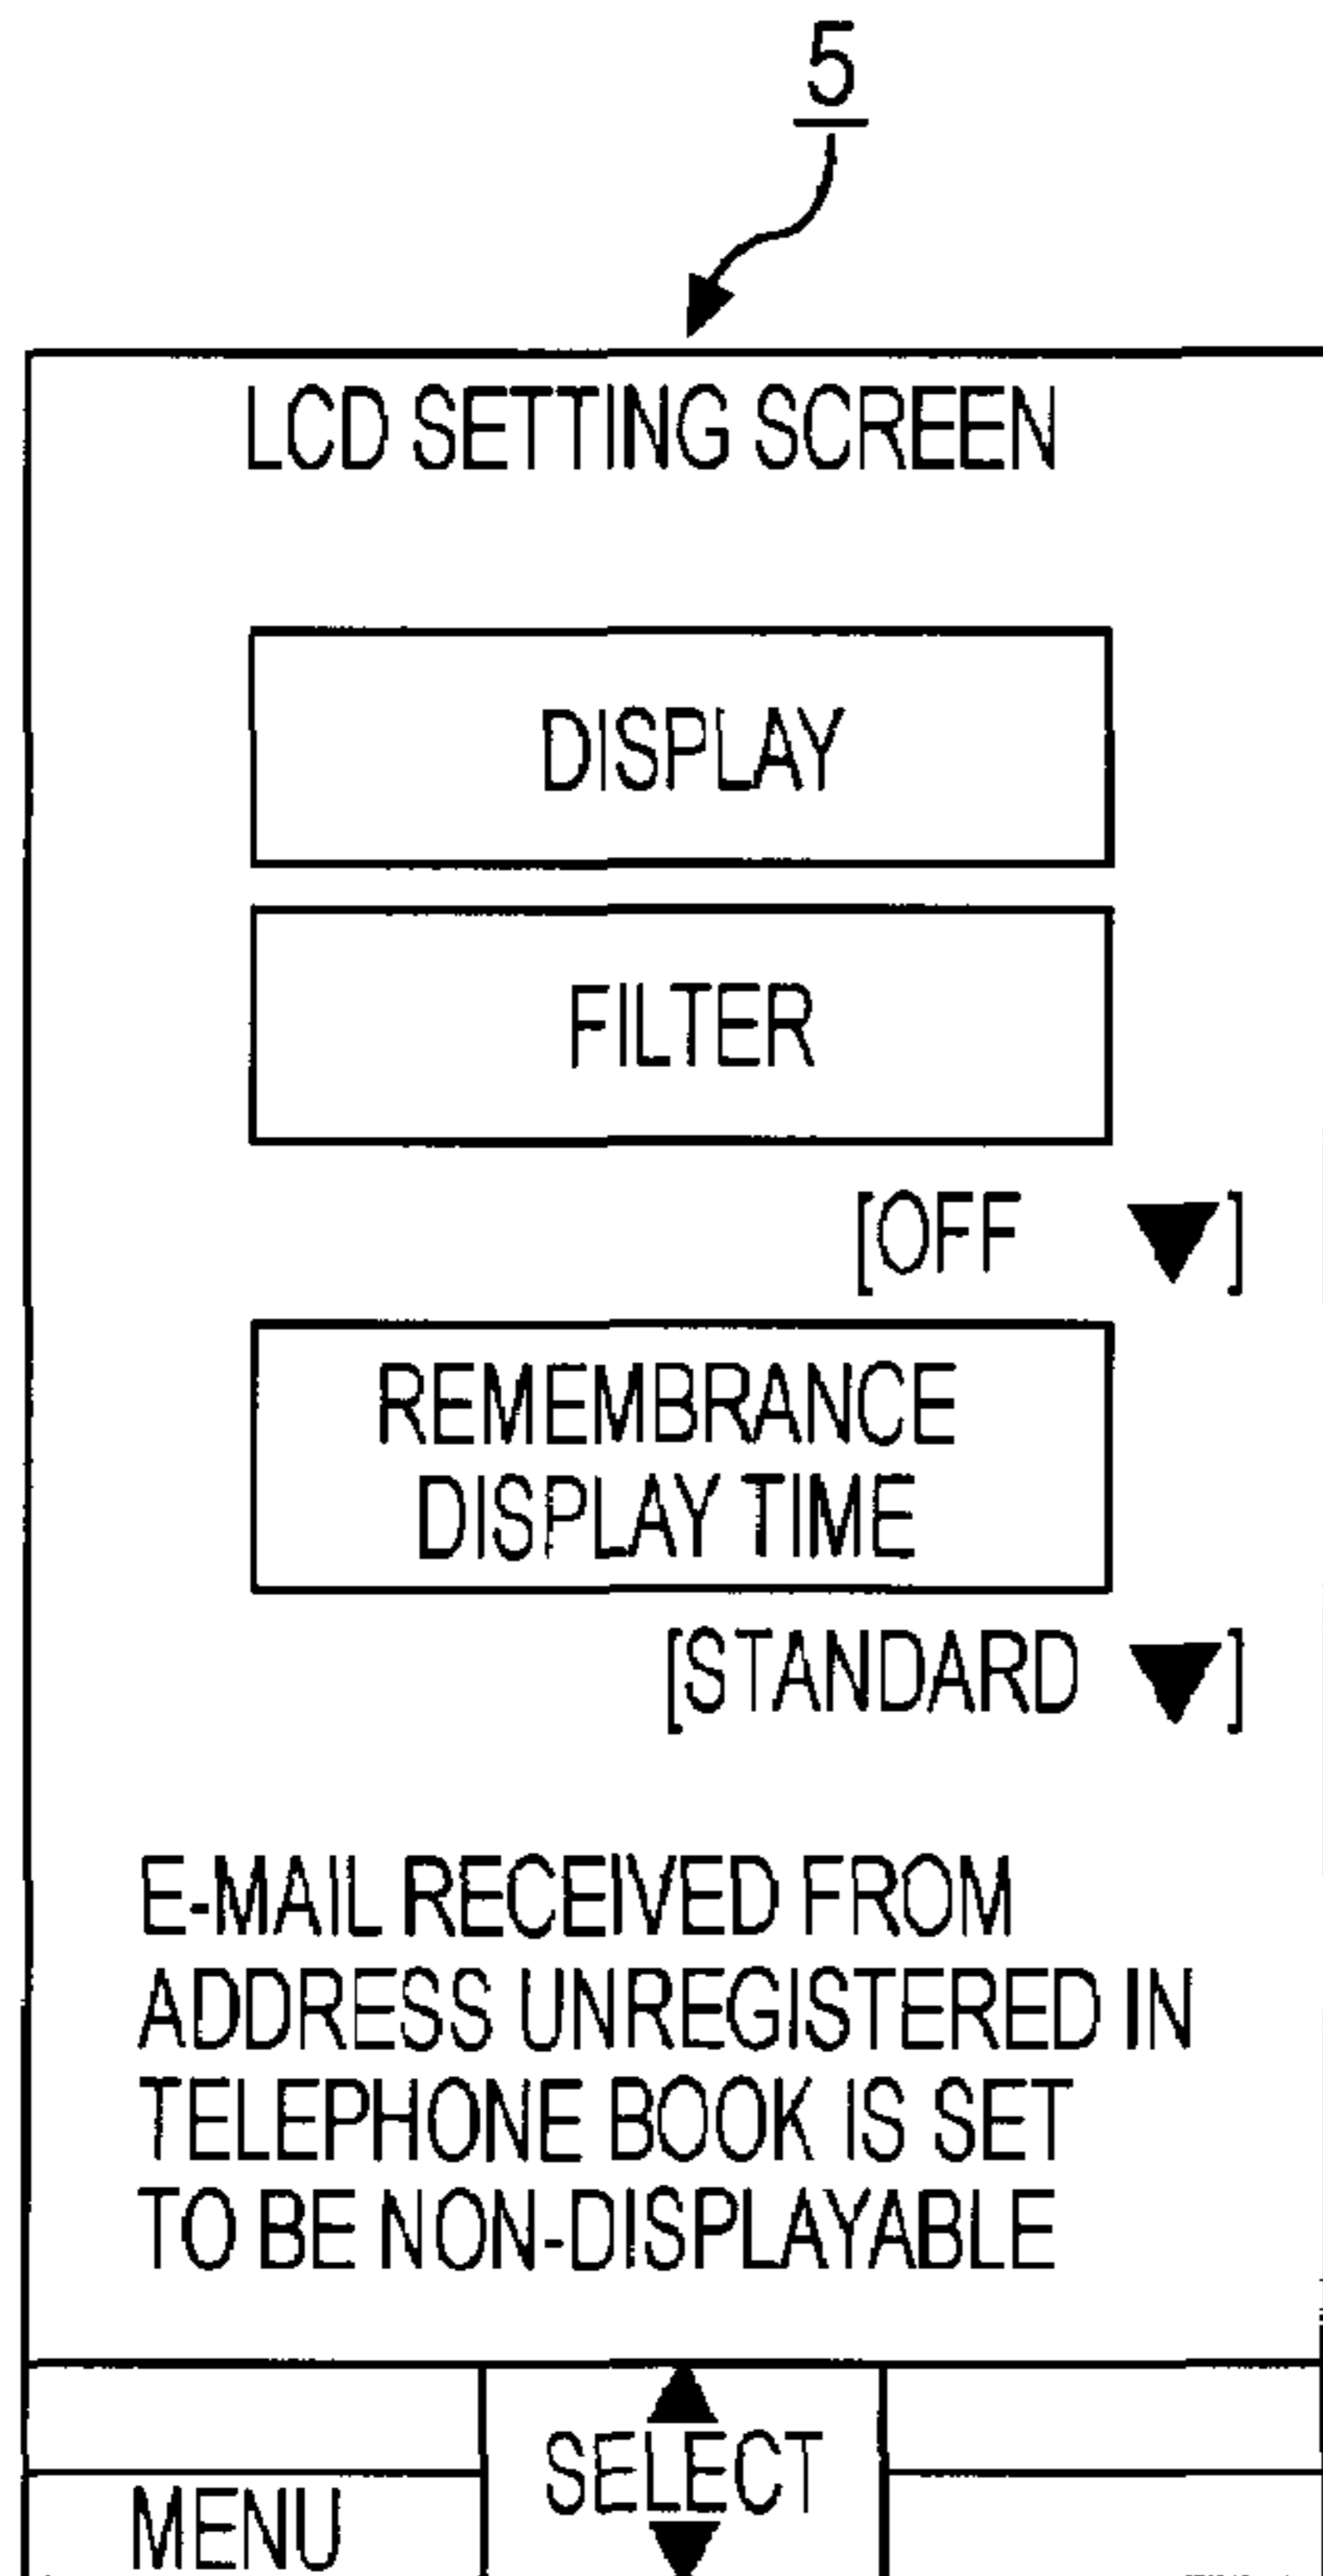 5
LCD SETTING SCREEN
DISPLAY
FILTER
[OFF ▼]
REMEMBRANCE
DISPLAY TIME
[STANDARD ▼]
E-MAIL RECEIVED FROM
ADDRESS UNREGISTERED IN
TELEPHONE BOOK IS SET
TO BE NON-DISPLAYABLE
SELECT
MENU